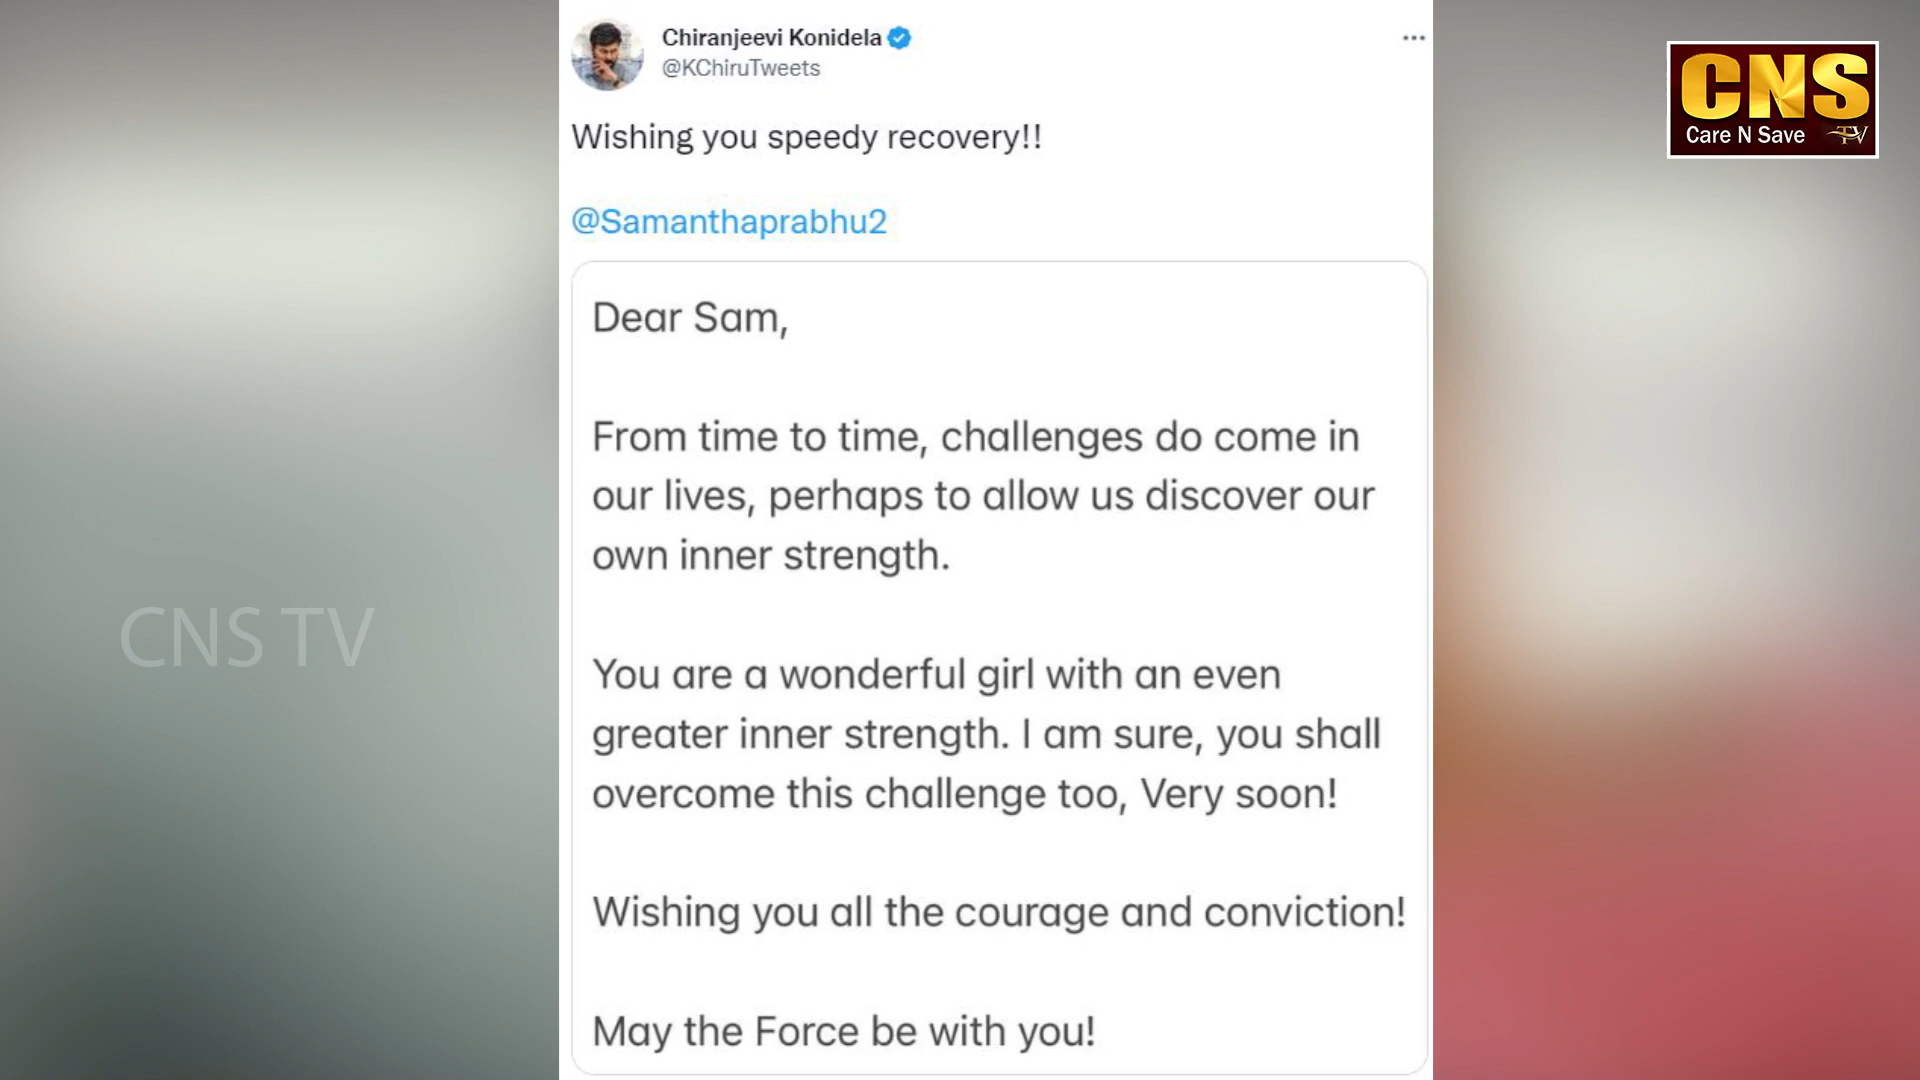 Chiranjeevi Konidela
@KChiruTweets
Wishing you speedy recovery!!
@Samanthaprabhu2
Dear Sam,
From time to time, challenges do come in
our lives, perhaps to allow us discover our
own inner strength.
You are a wonderful girl with an even
greater inner strength. I am sure, you shall
overcome this challenge too, Very soon!
Wishing you all the courage and conviction!
May the Force be with you!
CNS
Care N Save TV
CNS TV